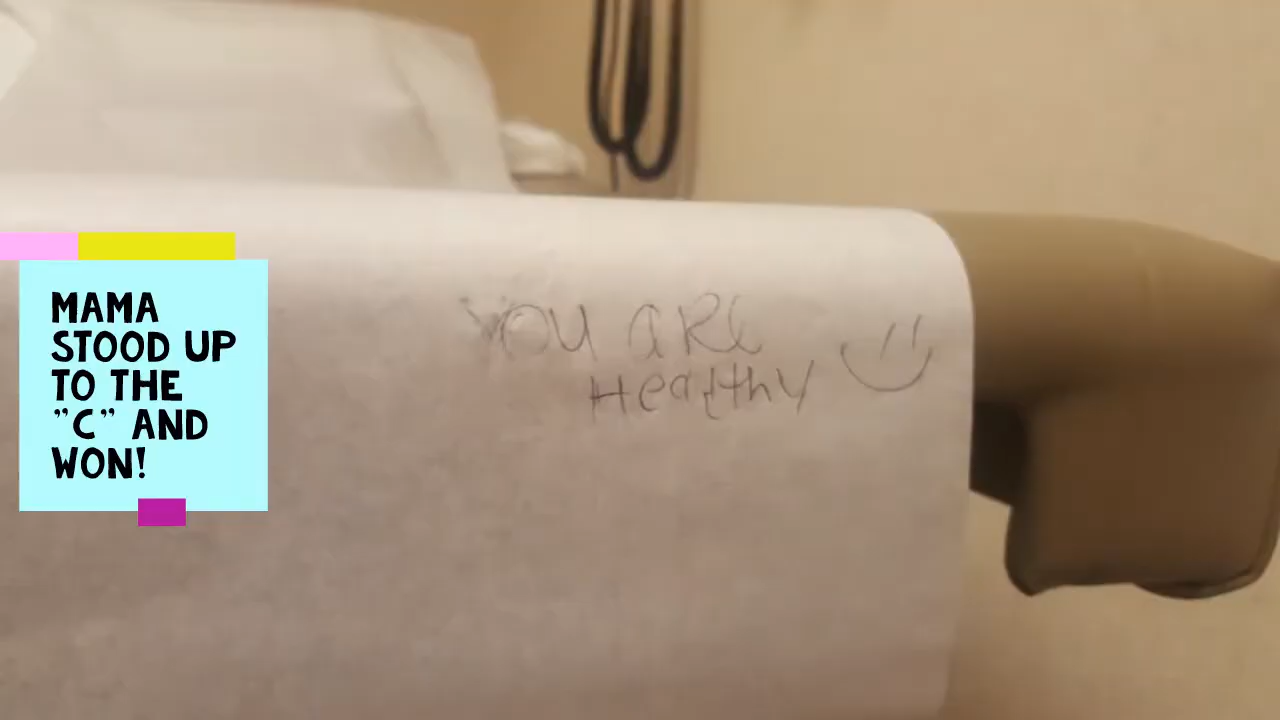 MAMA
STOOD UP
TO THE
"C" AND
WON!
YOU ARE
Healthy